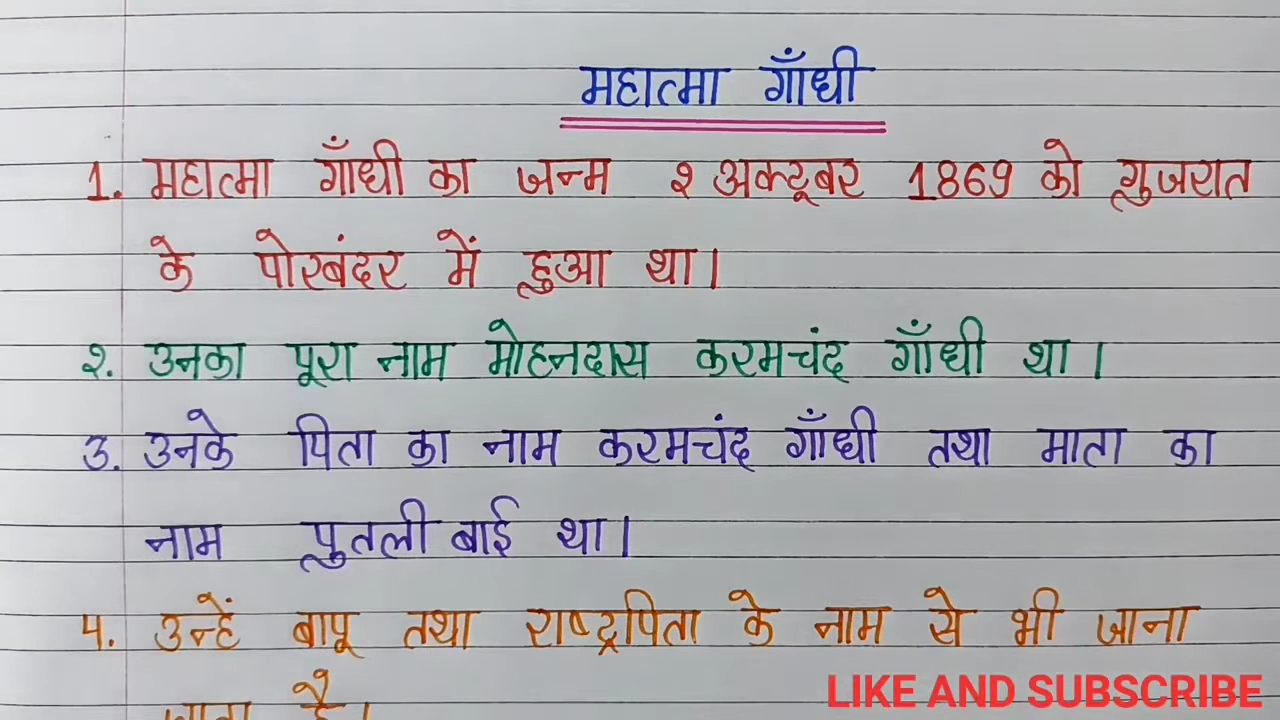 महात्मा गाँधी
1. महात्मा गाँधी का जन्म २ अक्टूबर 1869 को गुजरात
के पोरबंदर में हुआ था।
२. उनका पूरा नाम मोहनदास करमचंद गाँधी था।
३. उनके पिता का नाम करमचंद गाँधी तथा माता का
नाम पुतली बाई था।
4. उन्हें बापू तथा राष्ट्रपिता के नाम से भी जाना
जाता है।
LIKE AND SUBSCRIBE